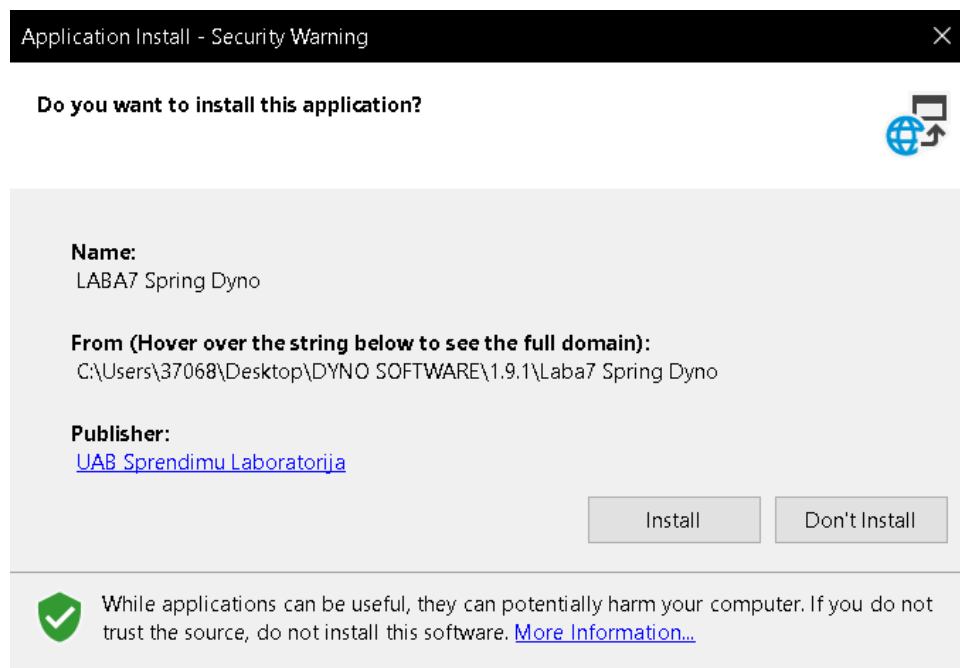 Application Install - Security Warning
Do you want to install this application?
Name:
LABA7 Spring Dyno
From (Hover over the string below to see the full domain):
C:\Users\37068\Desktop\DYNO SOFTWARE\1.9.1\Laba7 Spring Dyno
Publisher:
UAB Sprendimu Laboratorija
Install
Don't Install
While applications can be useful, they can potentially harm your computer. If you do not
trust the source, do not install this software. More Information...